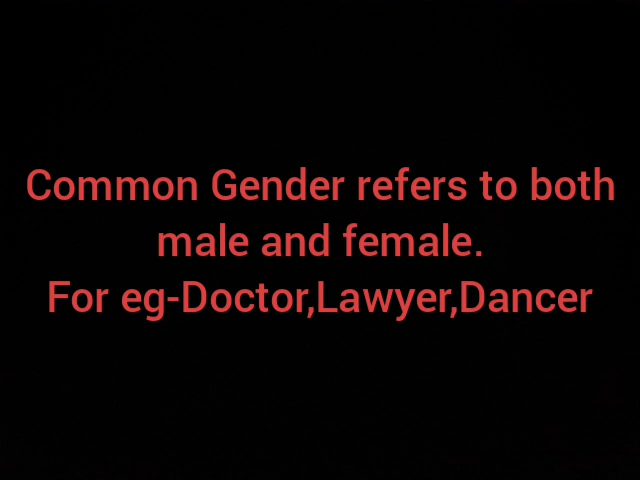 Common Gender refers to both
male and female.
For eg-Doctor,Lawyer,Dancer